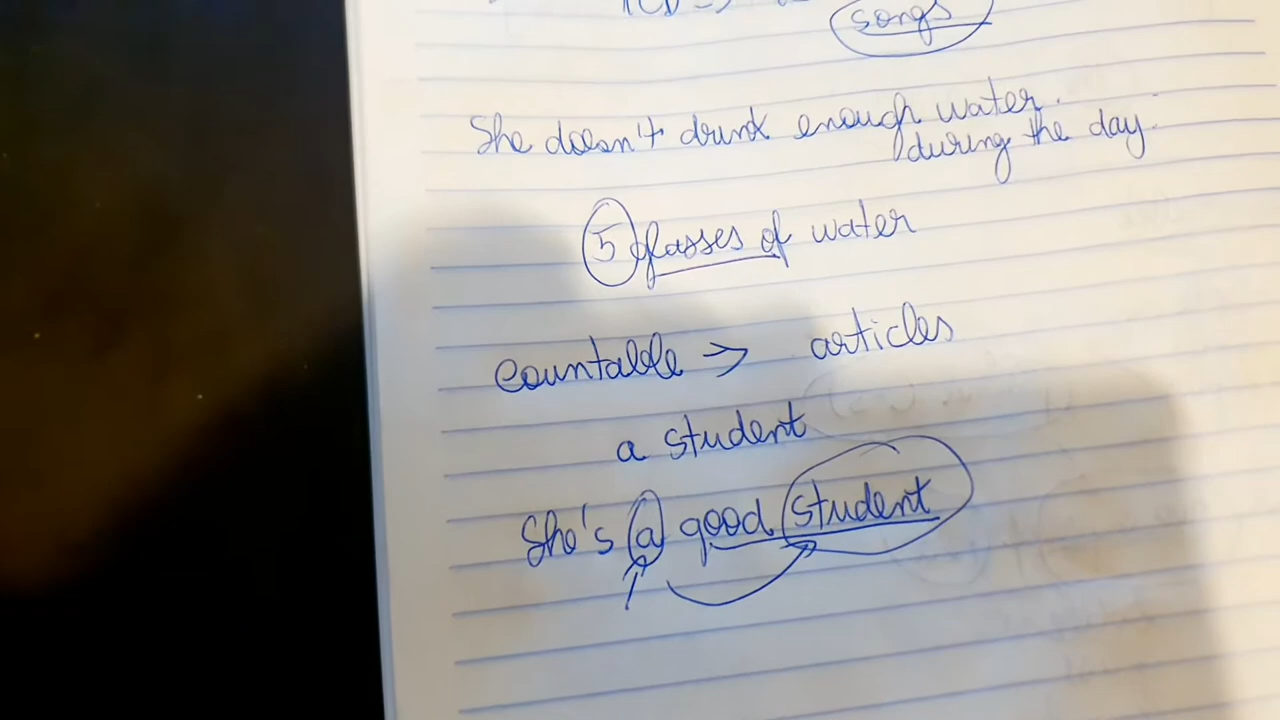 songs
She doesn't drink enough water.
during the day.
5 glasses of water
countable => articles
a student
She's a good student